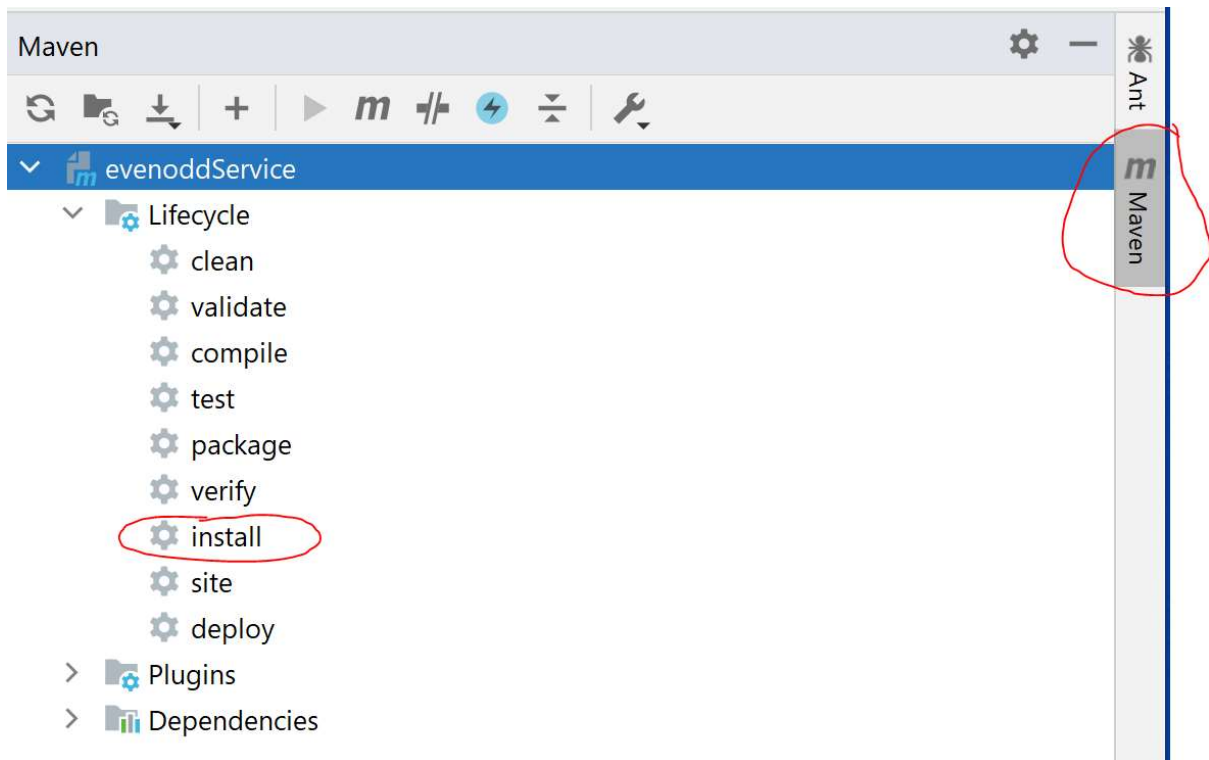 Maven
Ant
m
Maven
evenoddService
Lifecycle
clean
validate
compile
test
package
verify
install
site
deploy
Plugins
Dependencies